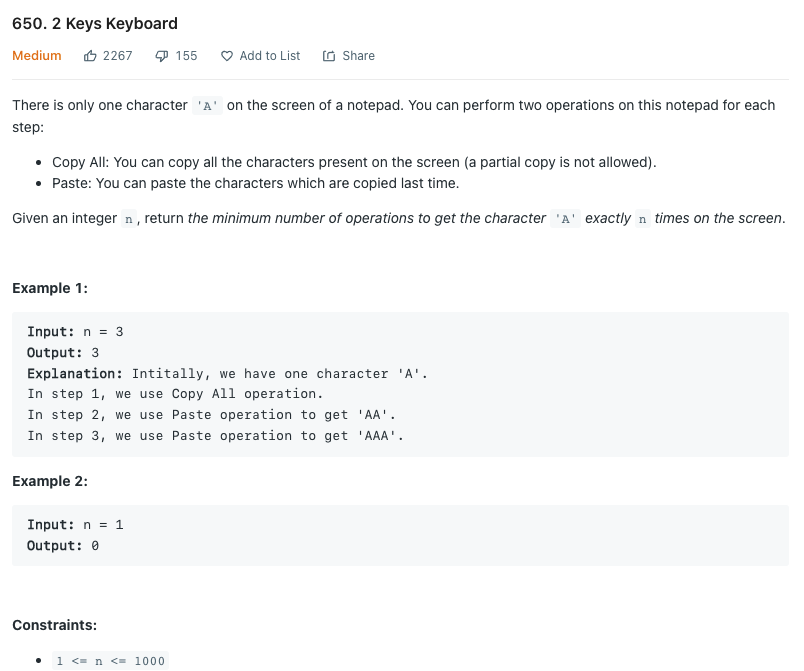 650. 2 Keys Keyboard
Medium 2267 155 Add to List Share
There is only one character 'A' on the screen of a notepad. You can perform two operations on this notepad for each
step:
• Copy All: You can copy all the characters present on the screen (a partial copy is not allowed).
• Paste: You can paste the characters which are copied last time.
Given an integer n, return the minimum number of operations to get the character 'A' exactly n times on the screen.
Example 1:
Input: n = 3
Output: 3
Explanation: Intitally, we have one character 'A'.
In step 1, we use Copy All operation.
In step 2, we use Paste operation to get 'AA'.
In step 3, we use Paste operation to get 'AAA'.
Example 2:
Input: n = 1
Output: 0
Constraints:
• 1 <= n <= 1000